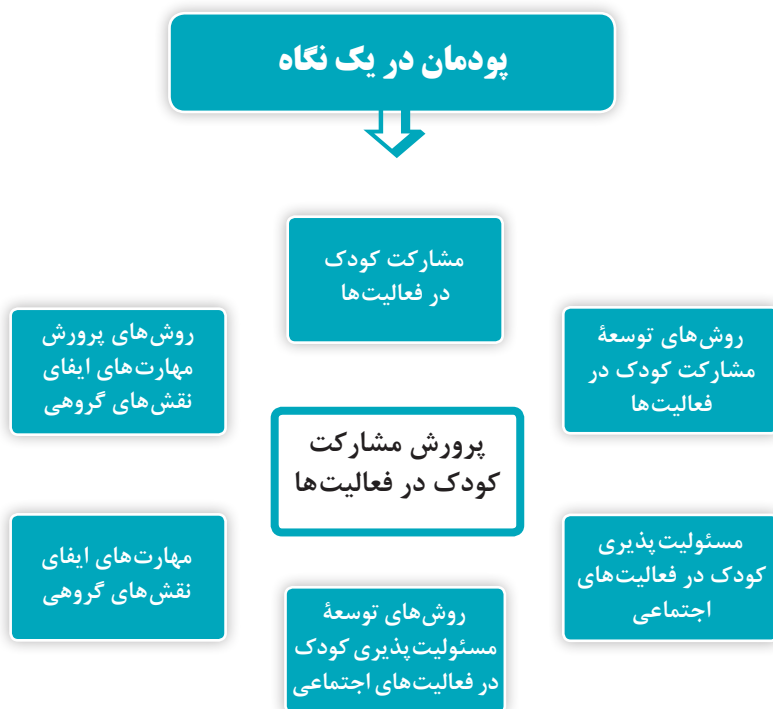 پودمان در یک نگاه
مشارکت کودک
در فعالیت‌ها
روش‌های توسعهٔ
مشارکت کودک در
فعالیت‌ها
مسئولیت‌پذیری
کودک در فعالیت‌های
اجتماعی
روش‌های توسعهٔ
مسئولیت‌پذیری کودک
در فعالیت‌های اجتماعی
مهارت‌های ایفای
نقش‌های گروهی
روش‌های پرورش
مهارت‌های ایفای
نقش‌های گروهی
پرورش مشارکت
کودک در فعالیت‌ها